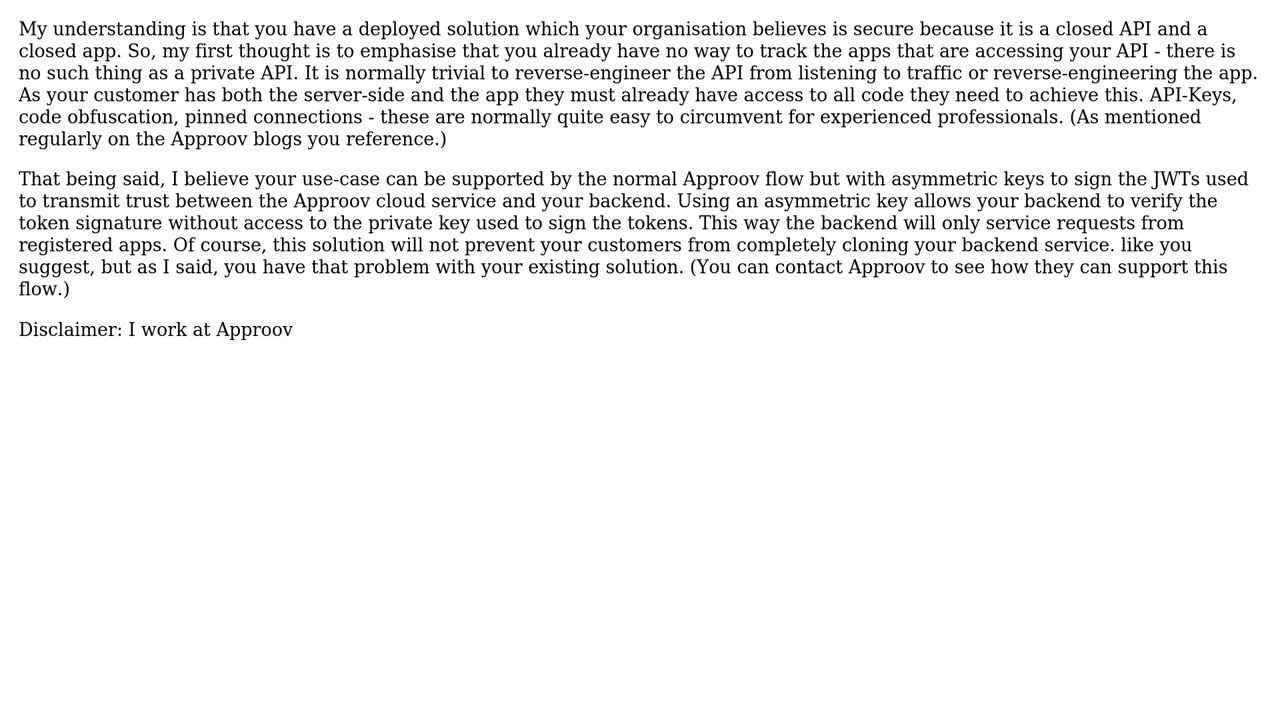 My understanding is that you have a deployed solution which your organisation believes is secure because it is a closed API and a
closed app. So, my first thought is to emphasise that you already have no way to track the apps that are accessing your API - there is
no such thing as a private API. It is normally trivial to reverse-engineer the API from listening to traffic or reverse-engineering the app.
As your customer has both the server-side and the app they must already have access to all code they need to achieve this. API-Keys,
code obfuscation, pinned connections - these are normally quite easy to circumvent for experienced professionals. (As mentioned
regularly on the Approov blogs you reference.)
That being said, I believe your use-case can be supported by the normal Approov flow but with asymmetric keys to sign the JWTs used
to transmit trust between the Approov cloud service and your backend. Using an asymmetric key allows your backend to verify the
token signature without access to the private key used to sign the tokens. This way the backend will only service requests from
registered apps. Of course, this solution will not prevent your customers from completely cloning your backend service. like you
suggest, but as I said, you have that problem with your existing solution. (You can contact Approov to see how they can support this
flow.)
Disclaimer: I work at Approov